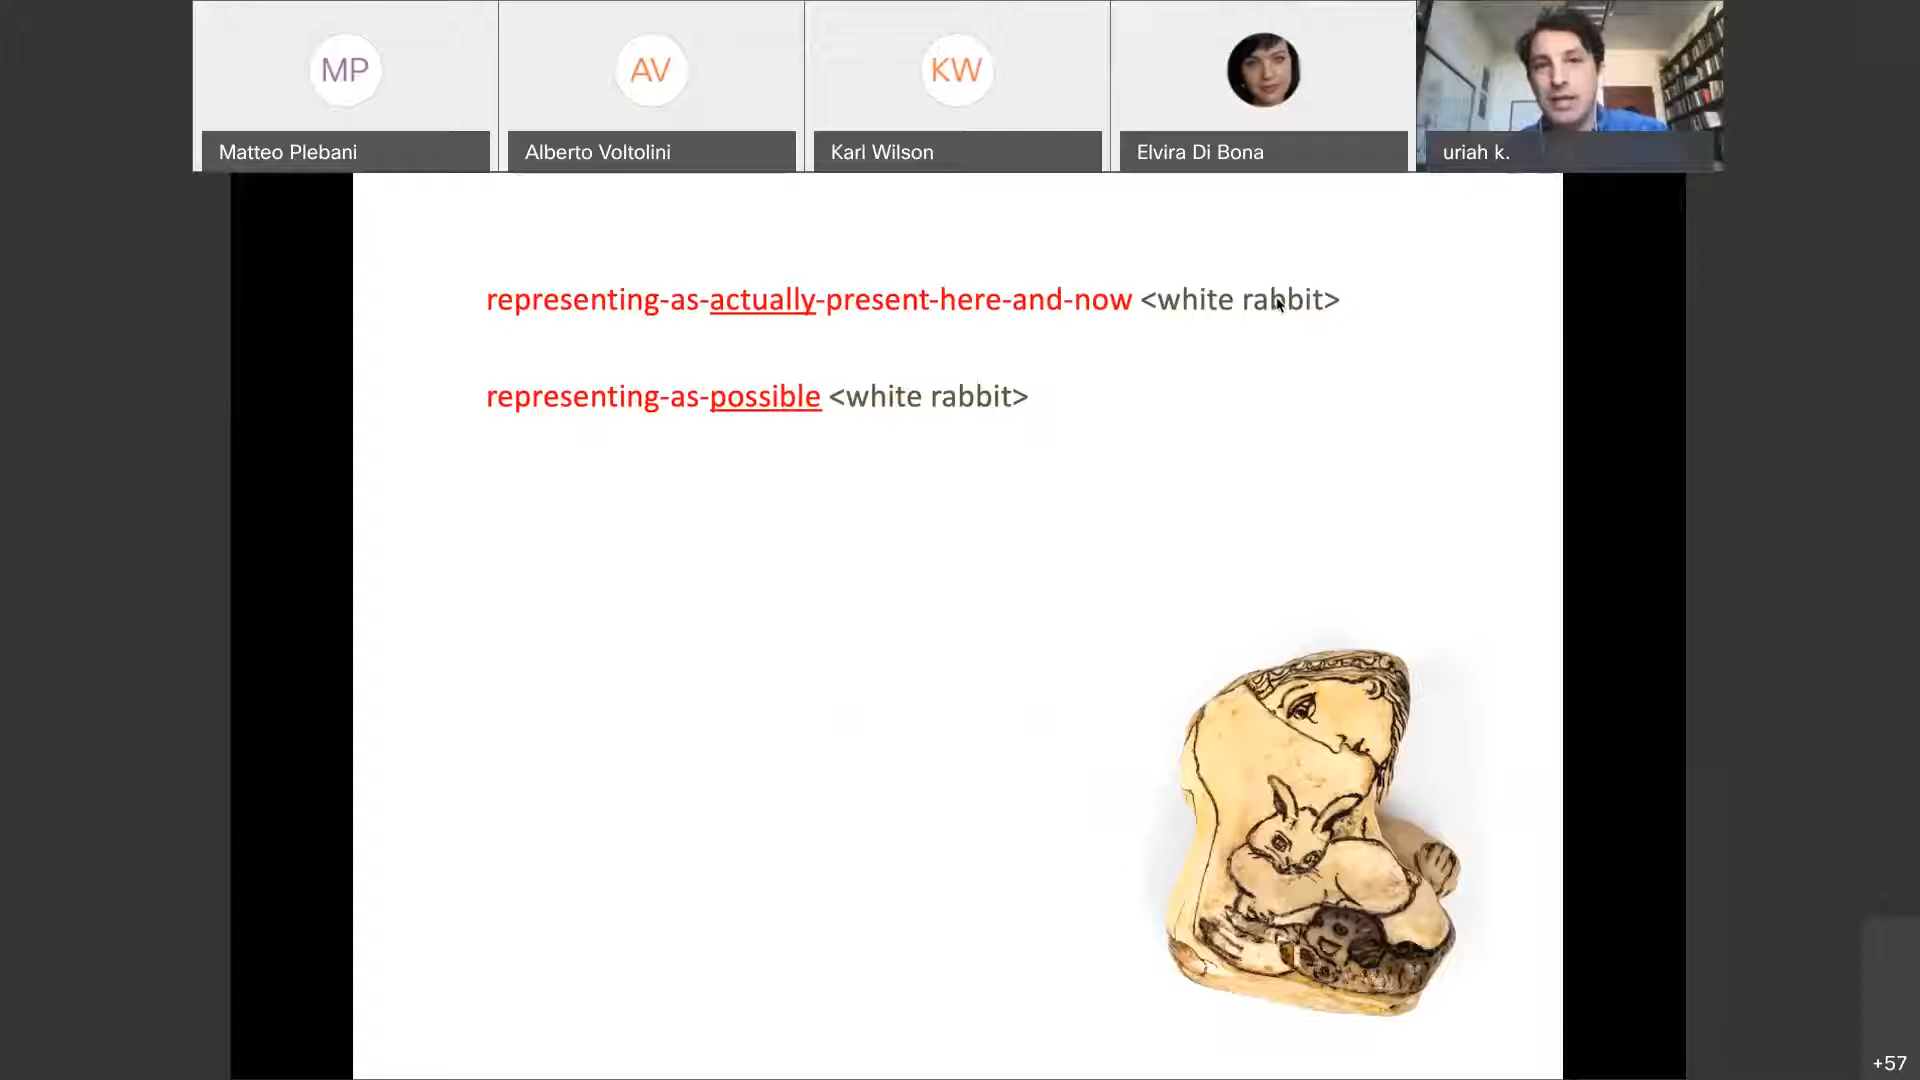 MP
AV
KW
Matteo Plebani
Alberto Voltolini
Karl Wilson
Elvira Di Bona
uriah k.
representing-as-actually-present-here-and-now <white rabbit>
representing-as-possible <white rabbit>
+57